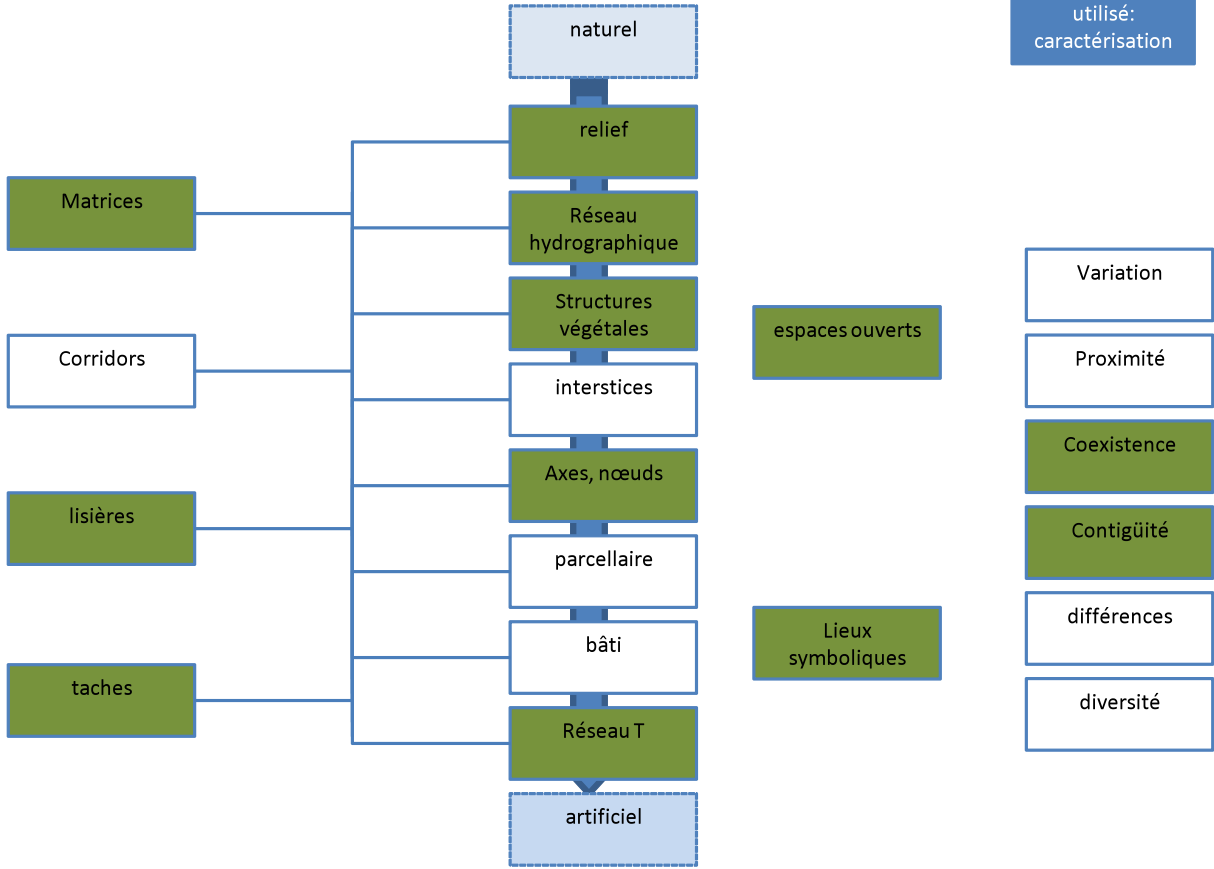 naturel
utilisé:
caractérisation
relief
Matrices
Réseau
hydrographique
Structures
végétales
espaces ouverts
Variation
Corridors
interstices
Proximité
Axes, nœuds
Coexistence
lisières
Contigüité
parcellaire
bâti
Lieux
symboliques
différences
taches
Réseau T
diversité
artificiel